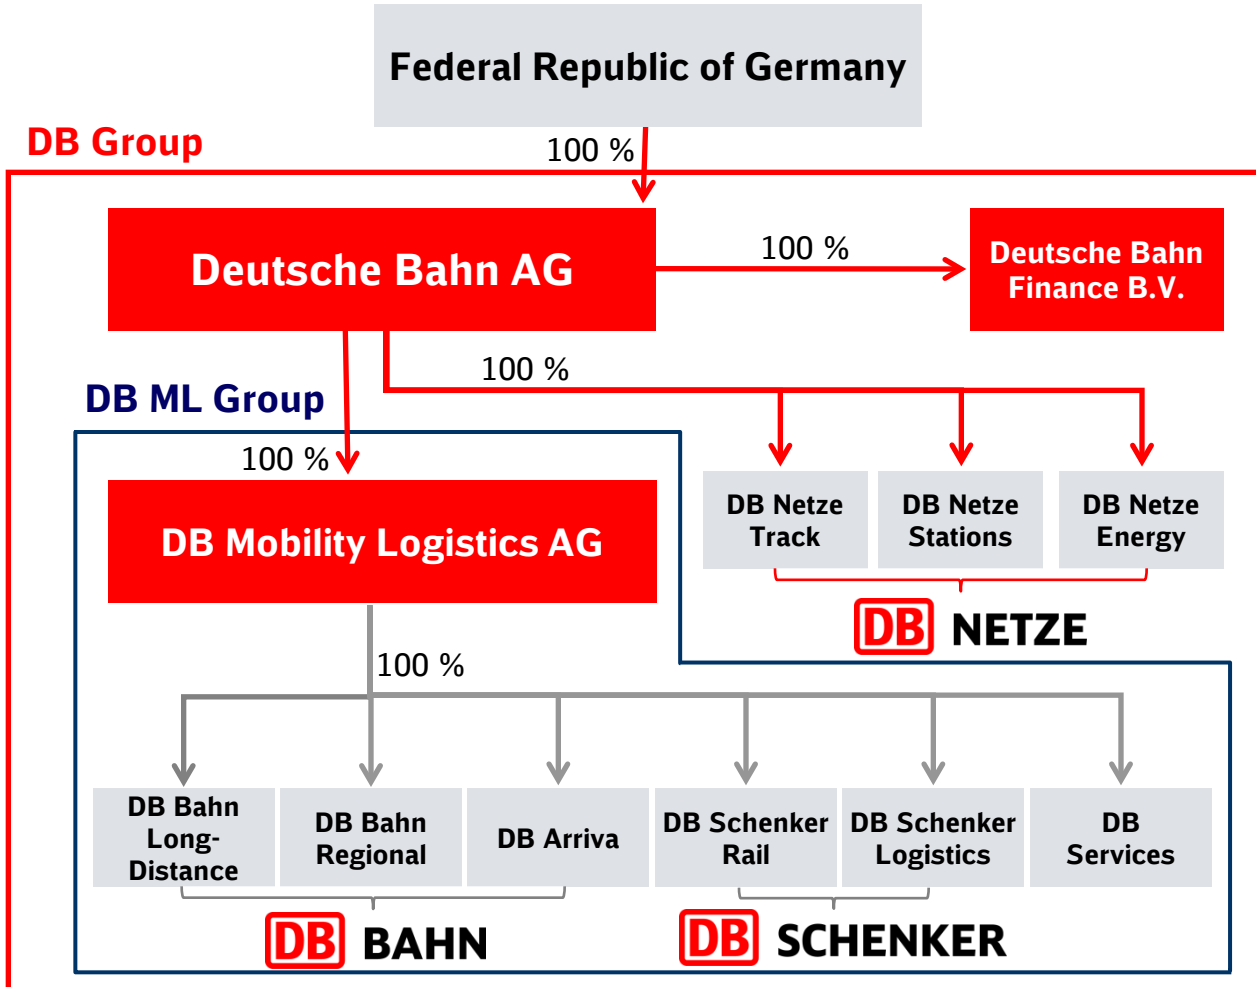 Federal Republic of Germany
DB Group
100 %
Deutsche Bahn AG
100 %
Deutsche Bahn
Finance B.V.
100 %
DB ML Group
100 %
DB Mobility Logistics AG
DB Netze
Track
DB Netze
Stations
DB Netze
Energy
DB NETZE
100 %
DB Bahn
Long-
Distance
DB Bahn
Regional
DB Arriva
DB Schenker
Rail
DB Schenker
Logistics
DB
Services
DB BAHN
DB SCHENKER